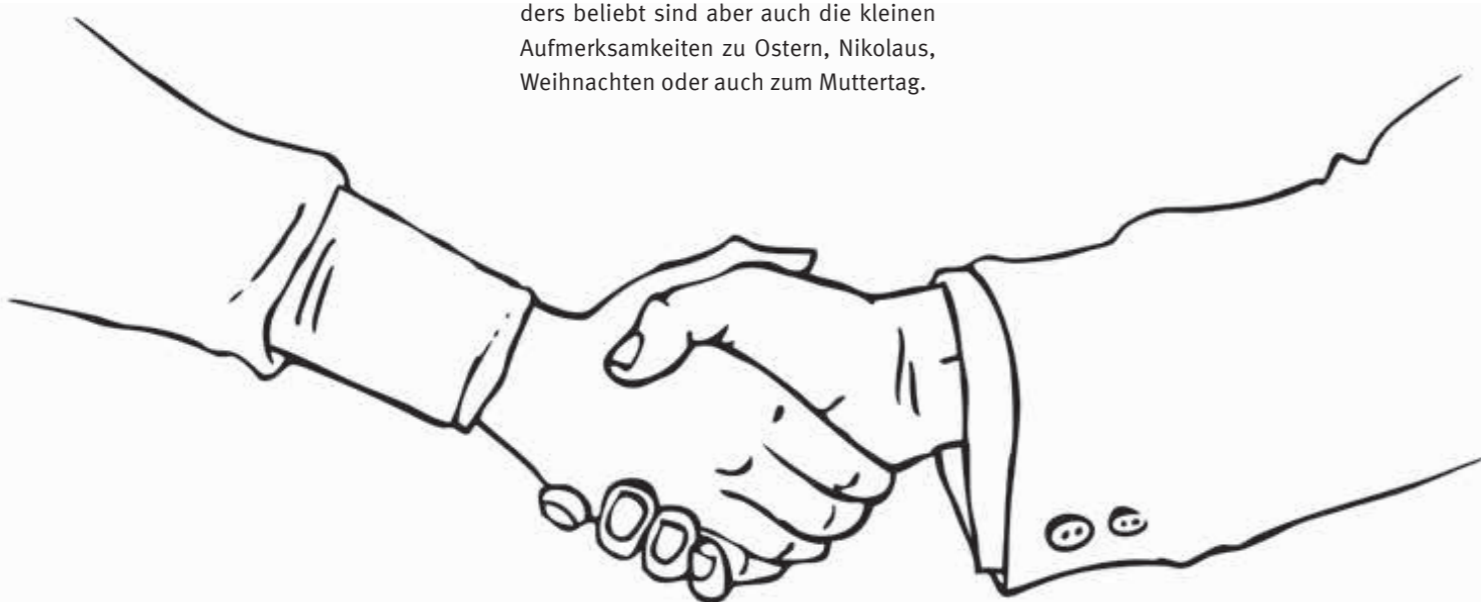 ders beliebt sind aber auch die kleinen
Aufmerksamkeiten zu Ostern, Nikolaus,
Weihnachten oder auch zum Muttertag.